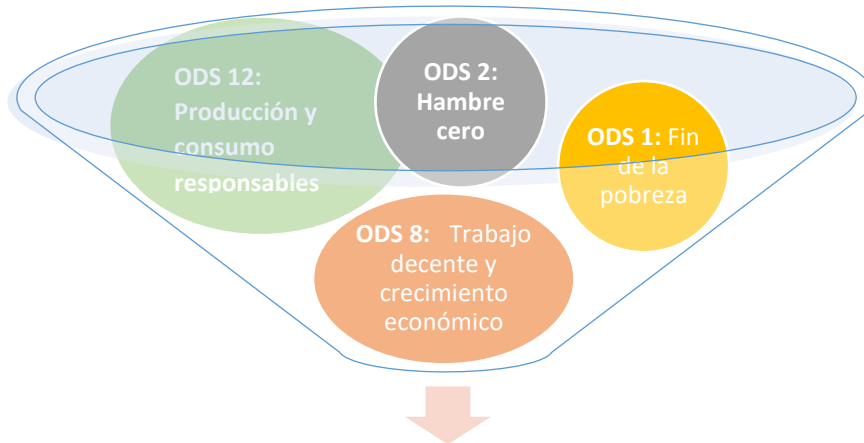 ODS 12:
Producción y
consumo
responsables
ODS 2:
Hambre
cero
ODS 1: Fin
de la
pobreza
ODS 8: Trabajo
decente y
crecimiento
económico